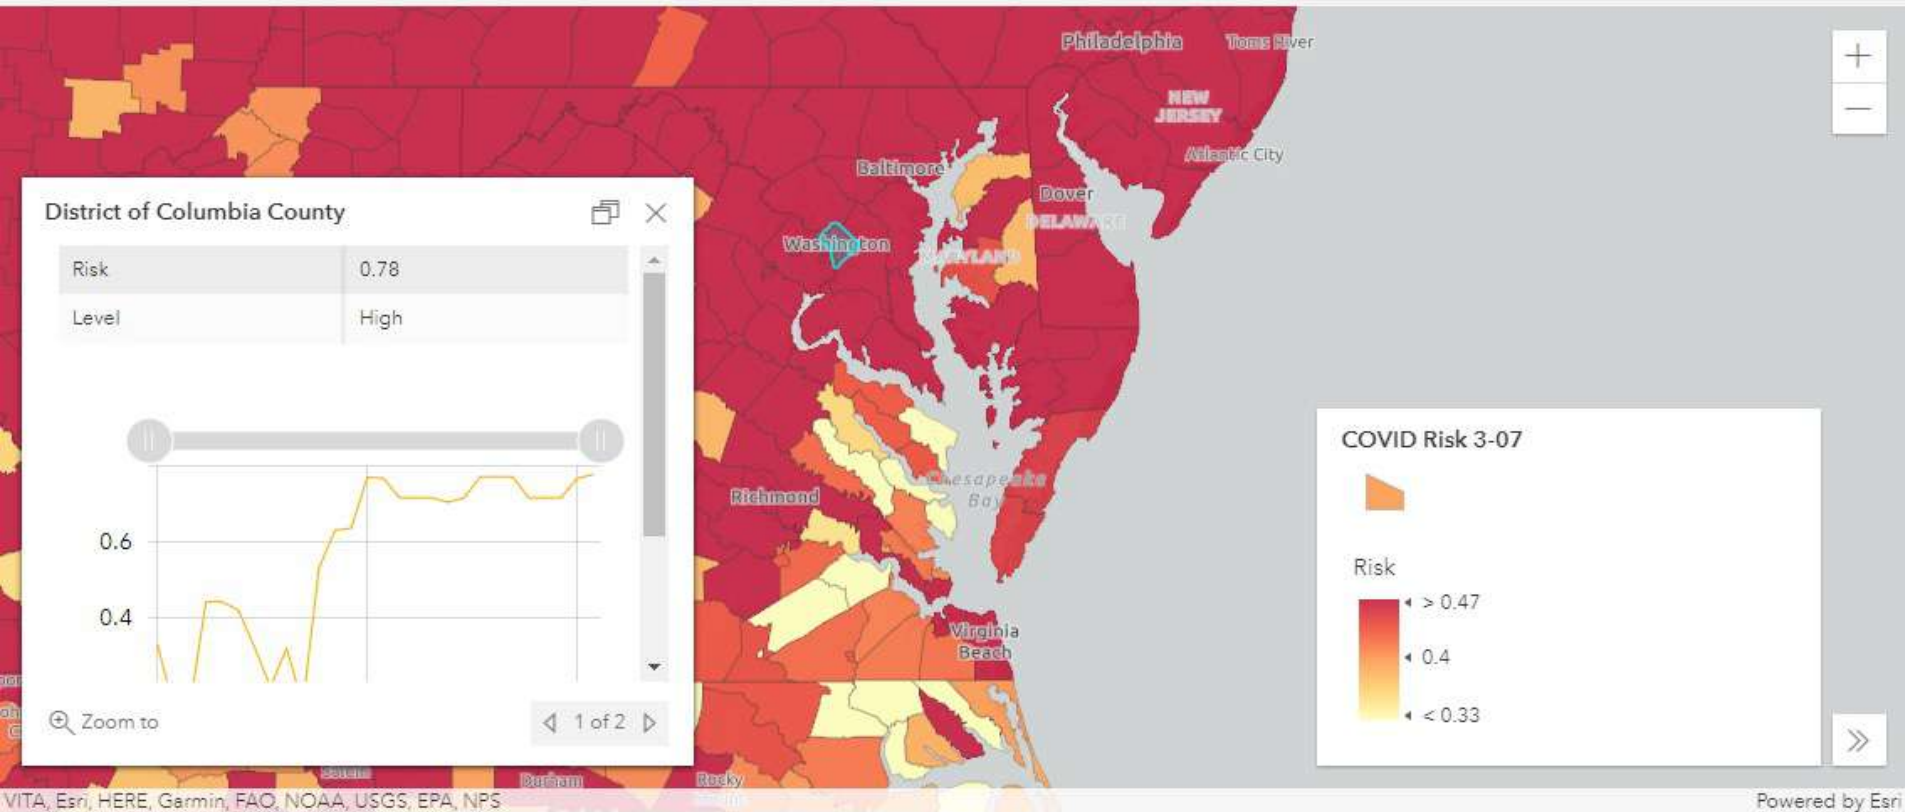 Philadelphia
Toms River
NEW
JERSEY
Atlantic City
Baltimore
Dover
DELAWARE
Washington
MARYLAND
District of Columbia County
Risk 0.78
Level High
0.6
0.4
Zoom to
1 of 2
Richmond
Chesapeake
Bay
Virginia
Beach
COVID Risk 3-07
Risk
> 0.47
0.4
< 0.33
Salem
Durham
Rocky
VITA, Esri, HERE, Garmin, FAO, NOAA, USGS, EPA, NPS
Powered by Esri